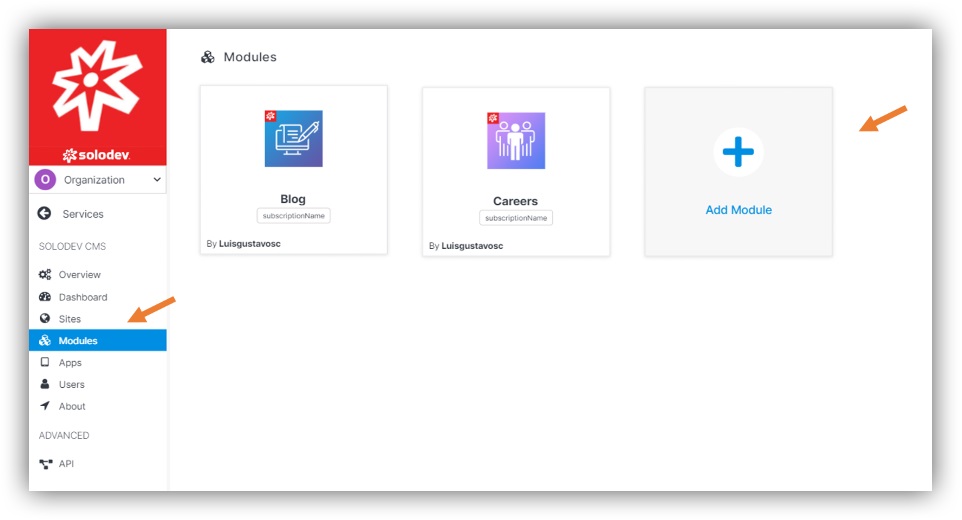 solodev
O Organization
Services
SOLODEV CMS
Overview
Dashboard
Sites
Modules
Apps
Users
About
ADVANCED
API
Modules
Blog
subscriptionName
By Luisgustavosc
Careers
subscriptionName
By Luisgustavosc
Add Module